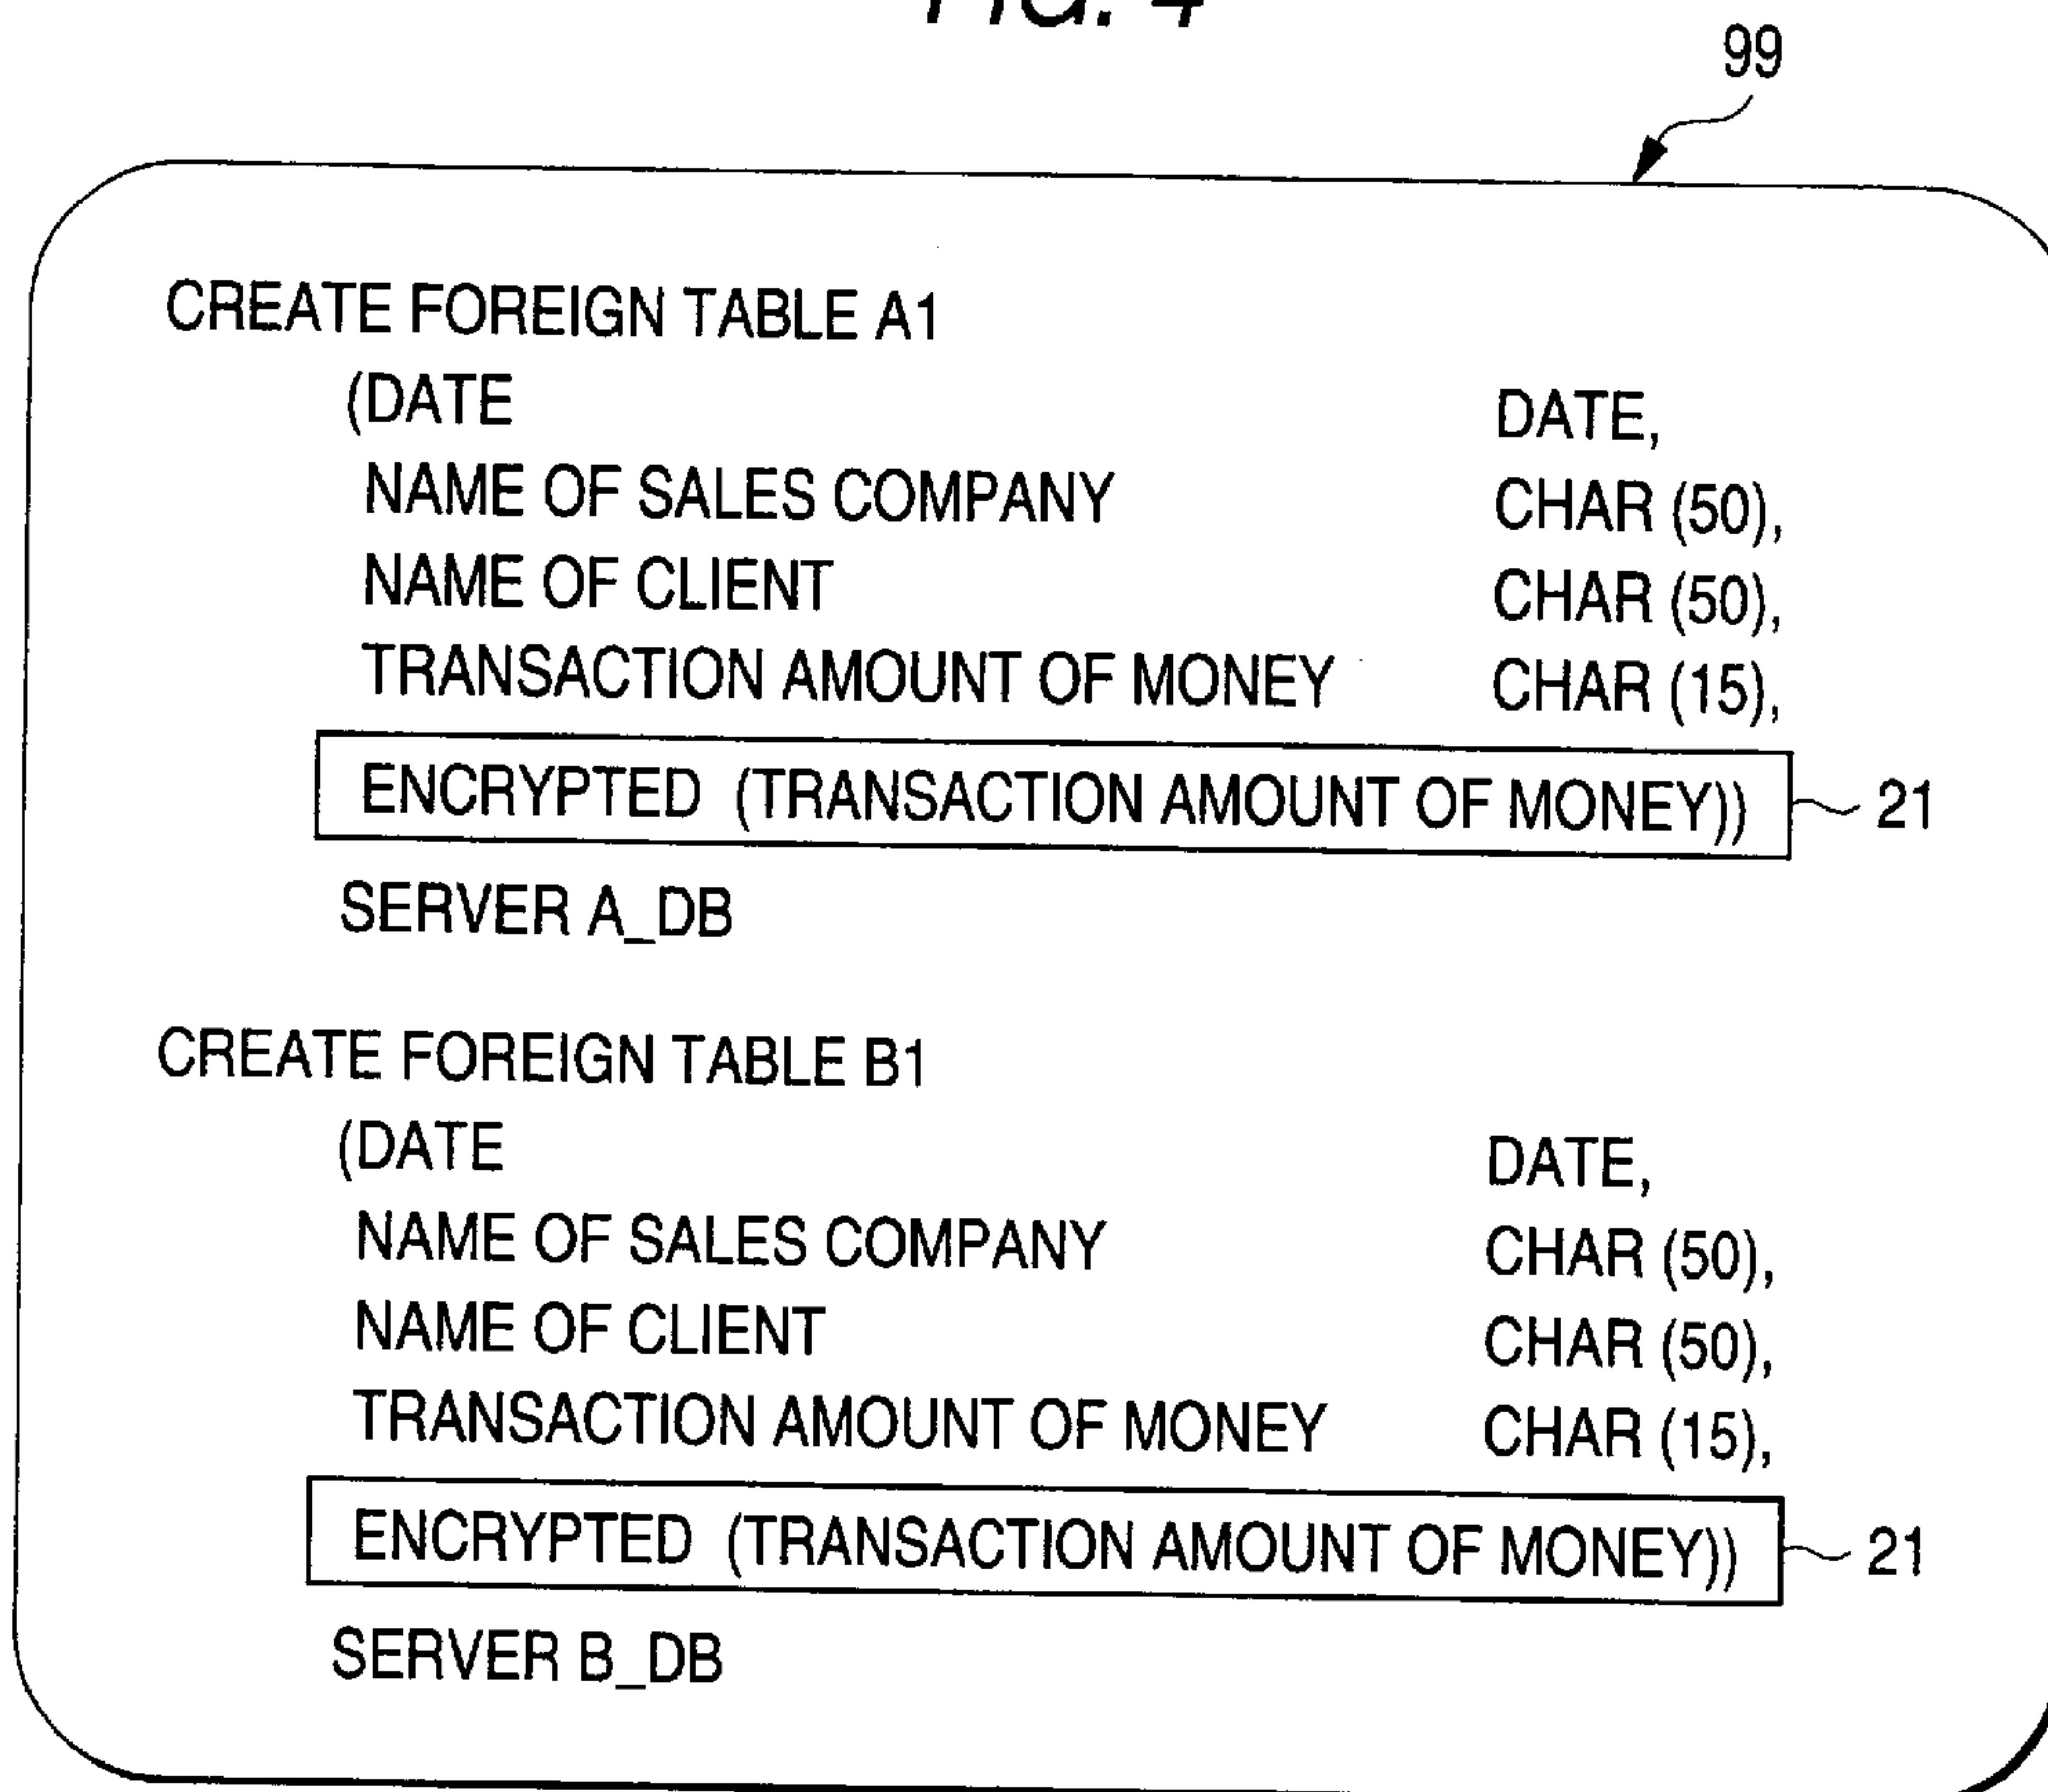 FIG. 4
99
CREATE FOREIGN TABLE A1
(DATE DATE,
NAME OF SALES COMPANY CHAR (50),
NAME OF CLIENT CHAR (50),
TRANSACTION AMOUNT OF MONEY CHAR (15),
ENCRYPTED (TRANSACTION AMOUNT OF MONEY)) 21
SERVER A_DB
CREATE FOREIGN TABLE B1
(DATE DATE,
NAME OF SALES COMPANY CHAR (50),
NAME OF CLIENT CHAR (50),
TRANSACTION AMOUNT OF MONEY CHAR (15),
ENCRYPTED (TRANSACTION AMOUNT OF MONEY)) 21
SERVER B_DB